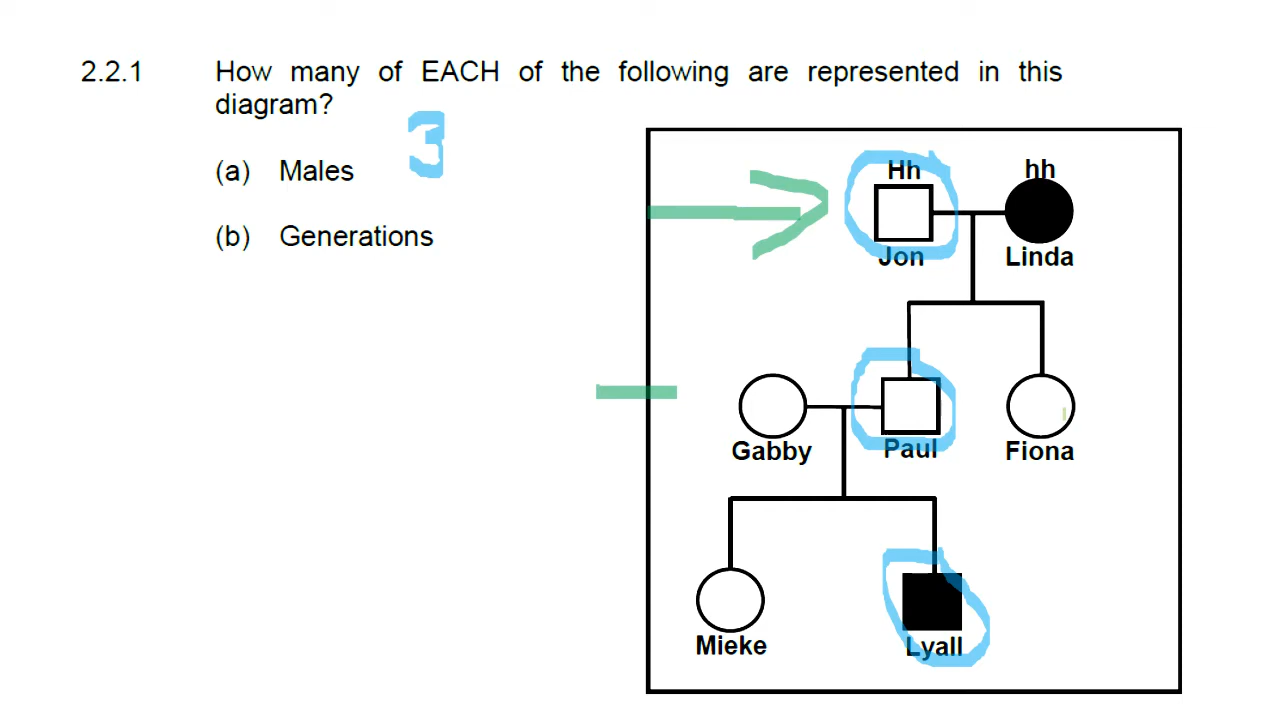 2.2.1 How many of EACH of the following are represented in this
diagram?
3
(a) Males
(b) Generations
Hh hh
Jon Linda
Gabby Paul Fiona
Mieke Lyall